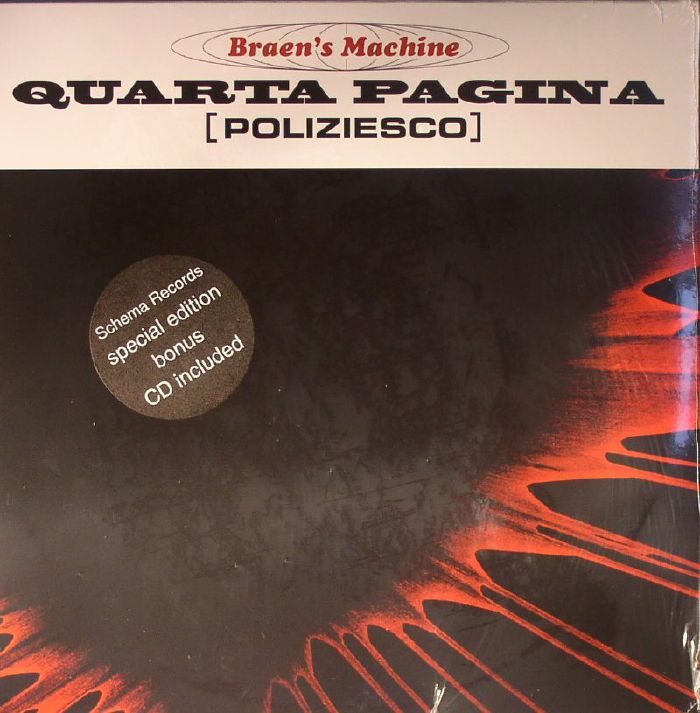 Braen's Machine
QUARTA PAGINA
[POLIZIESCO]
Schema Records
special edition
bonus
CD included